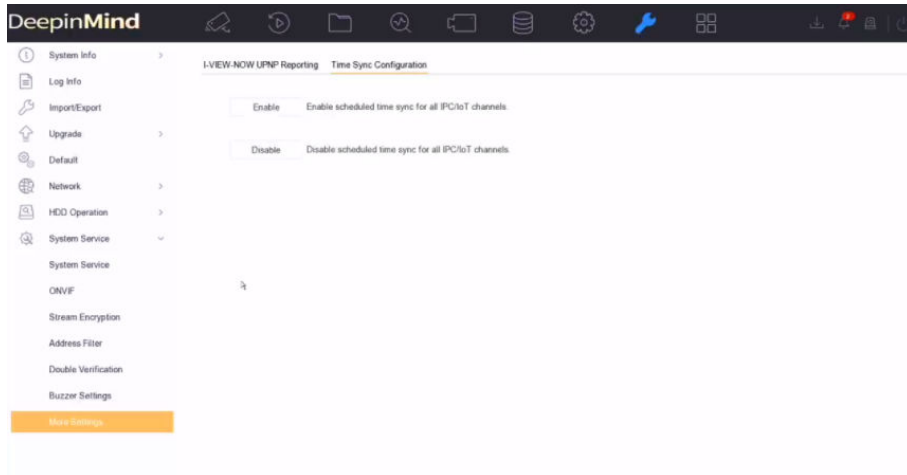 DeepinMind
System Info
Log Info
Import/Export
Upgrade
Default
Network
HDD Operation
System Service
System Service
ONVIF
Stream Encryption
Address Filter
Double Verification
Buzzer Settings
More Settings
I-VIEW-NOW UPNP Reporting Time Sync Configuration
Enable Enable scheduled time sync for all IPC/IoT channels.
Disable Disable scheduled time sync for all IPC/IoT channels.